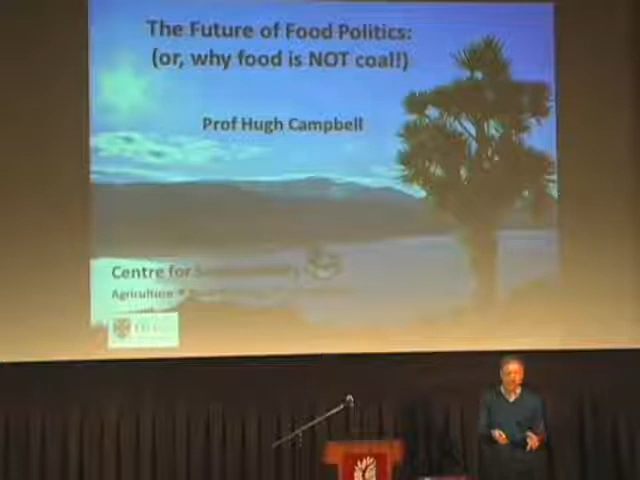 The Future of Food Politics:
(or, why food is NOT coal!)
Prof Hugh Campbell
Centre for
Agriculture